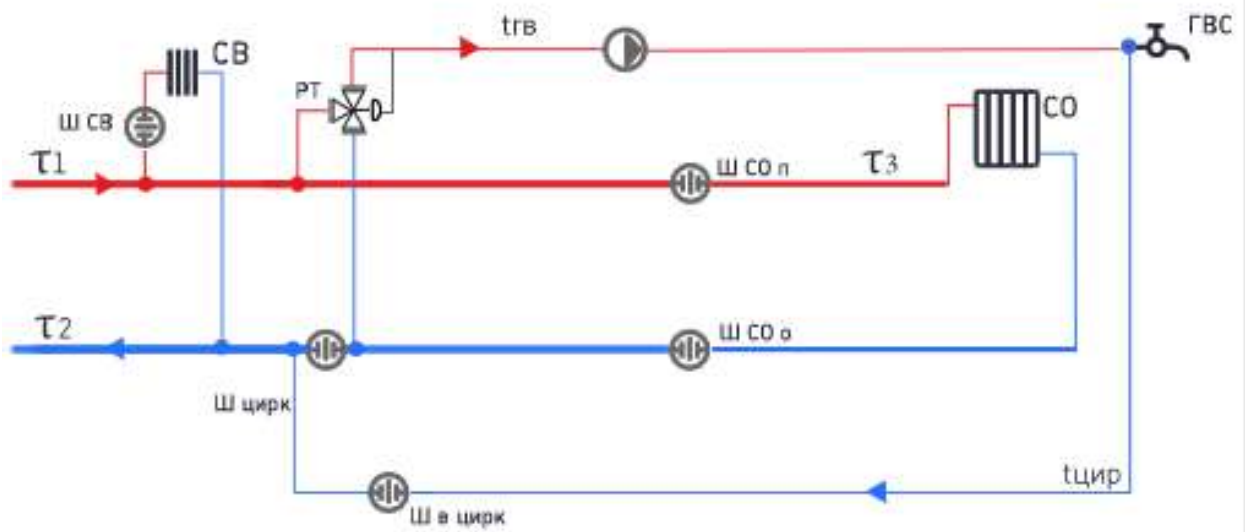 tгв
ГВС
СВ
РТ
СО
Ш СВ
τ1
Ш СО п
τ3
τ2
Ш СО о
Ш цирк
tцир
Ш в цирк